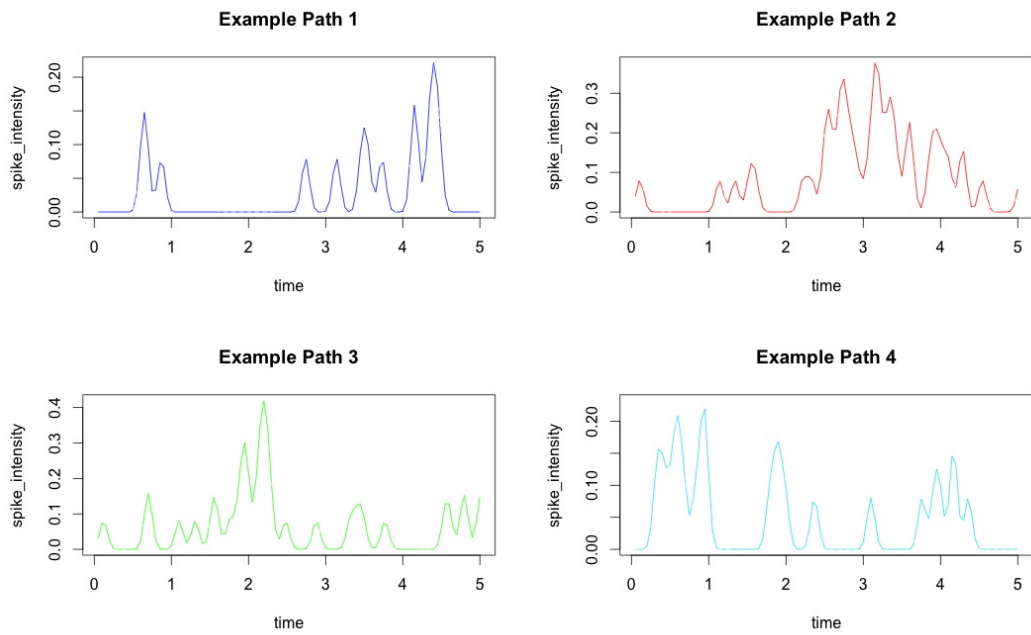 Example Path 1
spike_intensity
0.00 0.10 0.20
0 1 2 3 4 5
time
Example Path 2
spike_intensity
0.0 0.1 0.2 0.3
0 1 2 3 4 5
time
Example Path 3
spike_intensity
0.0 0.1 0.2 0.3 0.4
0 1 2 3 4 5
time
Example Path 4
spike_intensity
0.00 0.10 0.20
0 1 2 3 4 5
time